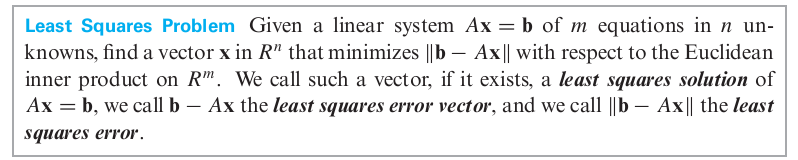 Least Squares Problem Given a linear system Ax = b of m equations in n un-
knowns, find a vector x in Rⁿ that minimizes ‖b − Ax‖ with respect to the Euclidean
inner product on Rᵐ. We call such a vector, if it exists, a least squares solution of
Ax = b, we call b − Ax the least squares error vector, and we call ‖b − Ax‖ the least
squares error.